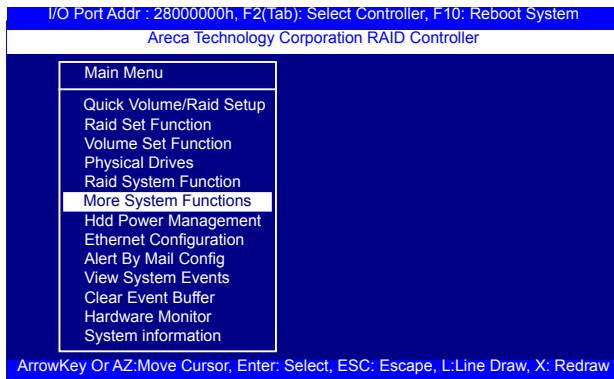 I/O Port Addr : 28000000h, F2(Tab): Select Controller, F10: Reboot System
Areca Technology Corporation RAID Controller
Main Menu
Quick Volume/Raid Setup
Raid Set Function
Volume Set Function
Physical Drives
Raid System Function
More System Functions
Hdd Power Management
Ethernet Configuration
Alert By Mail Config
View System Events
Clear Event Buffer
Hardware Monitor
System information
ArrowKey Or AZ:Move Cursor, Enter: Select, ESC: Escape, L:Line Draw, X: Redraw